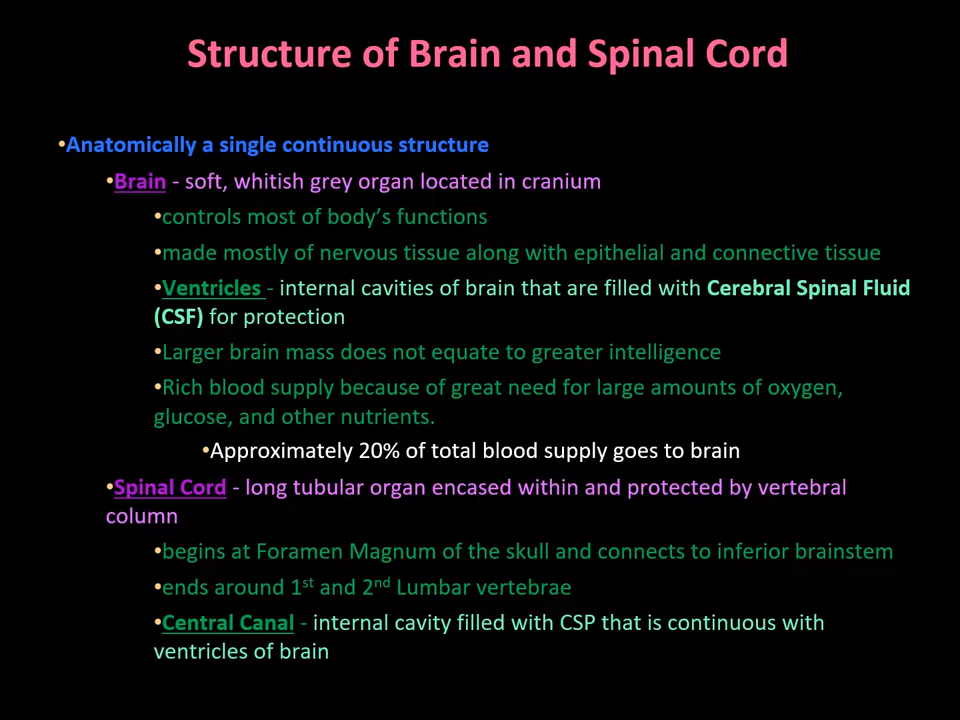 Structure of Brain and Spinal Cord
•Anatomically a single continuous structure
•Brain - soft, whitish grey organ located in cranium
•controls most of body’s functions
•made mostly of nervous tissue along with epithelial and connective tissue
•Ventricles - internal cavities of brain that are filled with Cerebral Spinal Fluid
(CSF) for protection
•Larger brain mass does not equate to greater intelligence
•Rich blood supply because of great need for large amounts of oxygen,
glucose, and other nutrients.
•Approximately 20% of total blood supply goes to brain
•Spinal Cord - long tubular organ encased within and protected by vertebral
column
•begins at Foramen Magnum of the skull and connects to inferior brainstem
•ends around 1st and 2nd Lumbar vertebrae
•Central Canal - internal cavity filled with CSP that is continuous with
ventricles of brain